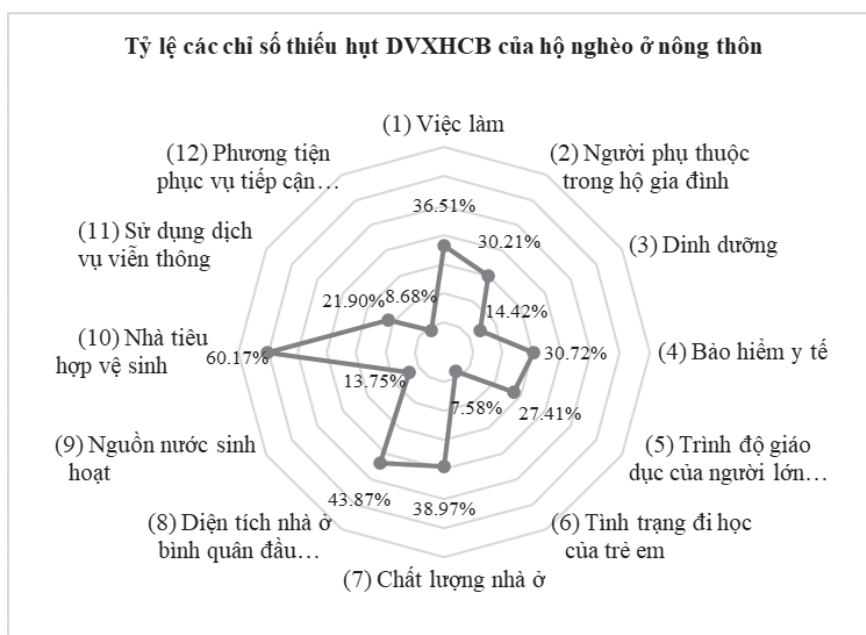 Tỷ lệ các chỉ số thiếu hụt DVXHCB của hộ nghèo ở nông thôn
(1) Việc làm
(12) Phương tiện
phục vụ tiếp cận…
(2) Người phụ thuộc
trong hộ gia đình
36.51%
30.21%
(11) Sử dụng dịch
vụ viễn thông
(3) Dinh dưỡng
21.90%
8.68%
14.42%
(10) Nhà tiêu
hợp vệ sinh
60.17%
30.72%
(4) Bảo hiểm y tế
13.75%
7.58%
27.41%
(9) Nguồn nước sinh
hoạt
(5) Trình độ giáo
dục của người lớn…
43.87%
38.97%
(8) Diện tích nhà ở
bình quân đầu…
(6) Tình trạng đi học
của trẻ em
(7) Chất lượng nhà ở